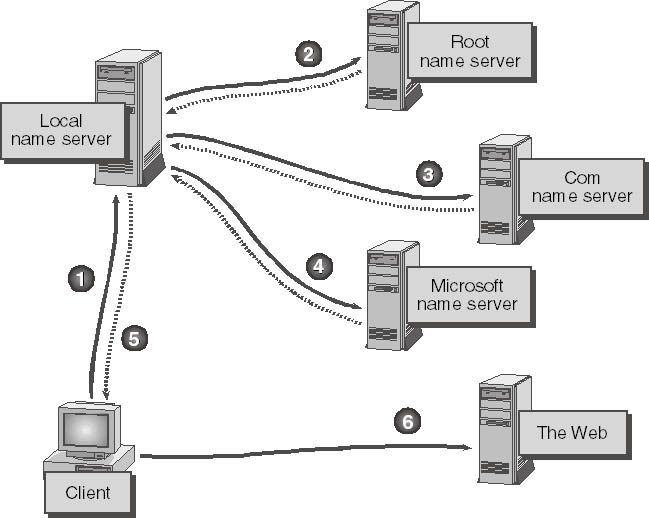 2
Root
name server
Local
name server
3
Com
name server
4
1
Microsoft
name server
5
6
The Web
Client